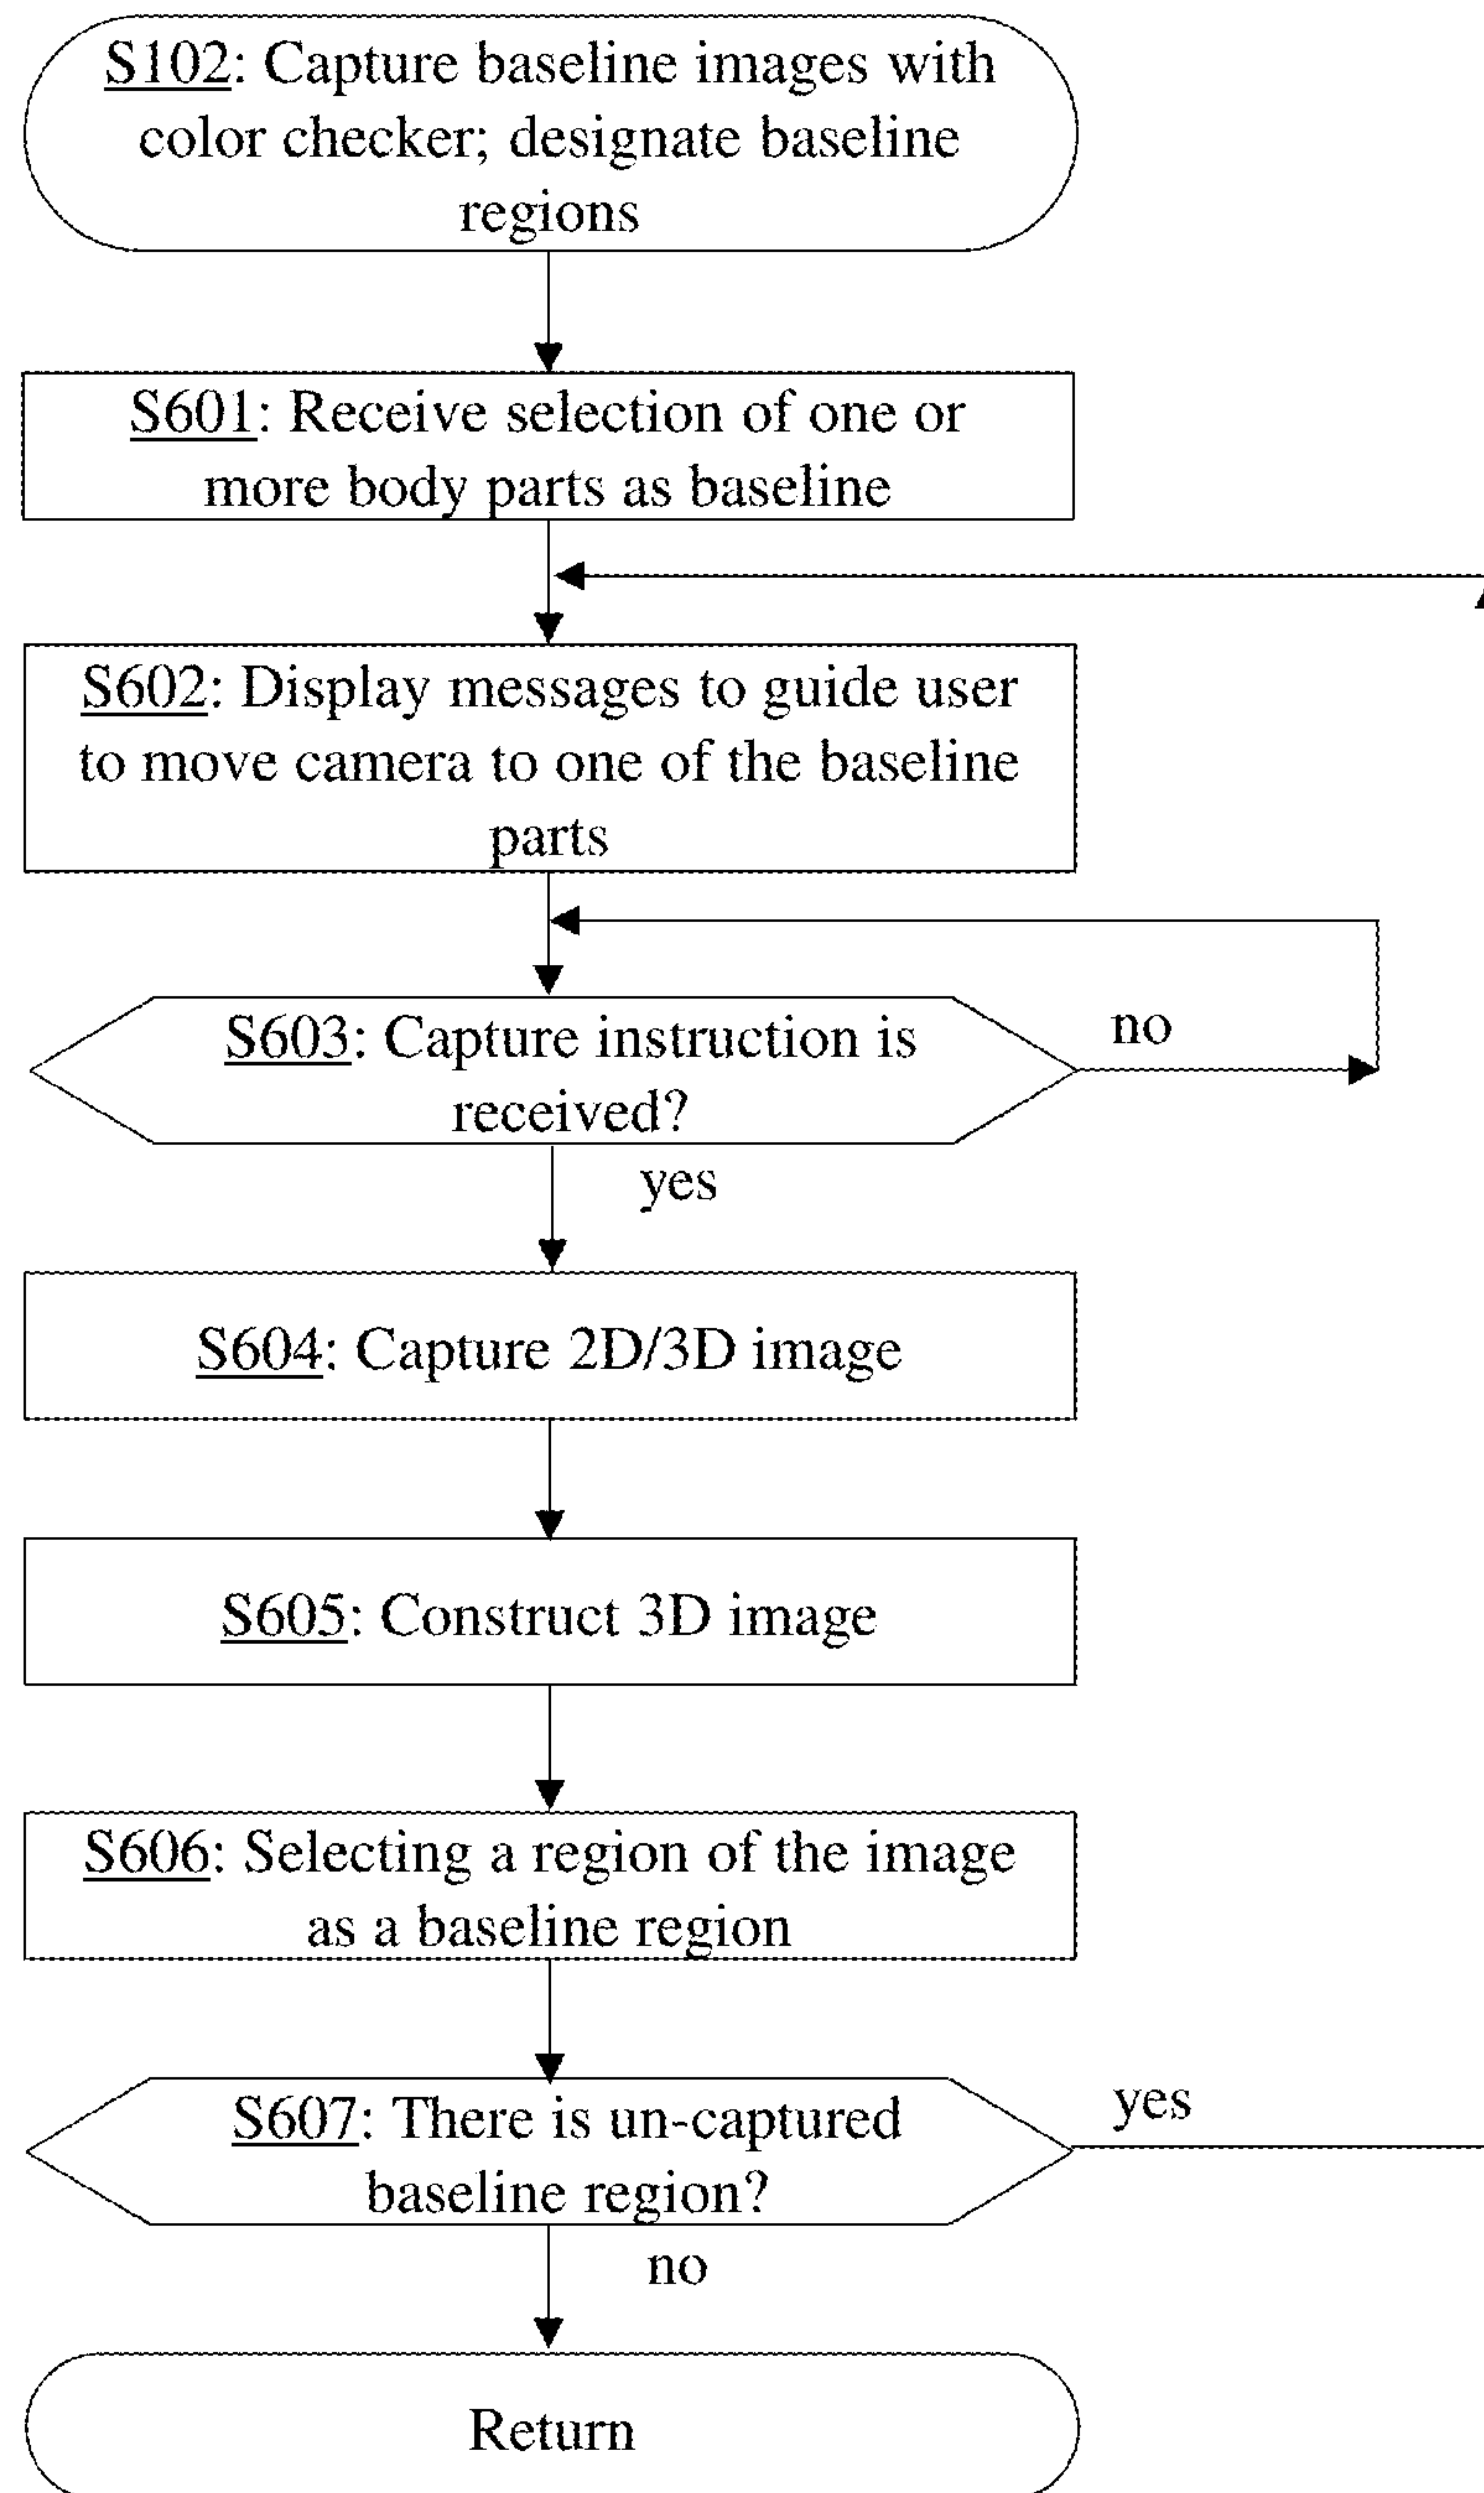 S102: Capture baseline images with
color checker; designate baseline
regions
S601: Receive selection of one or
more body parts as baseline
S602: Display messages to guide user
to move camera to one of the baseline
parts
S603: Capture instruction is
received?
no
yes
S604: Capture 2D/3D image
S605: Construct 3D image
S606: Selecting a region of the image
as a baseline region
S607: There is un-captured
baseline region?
yes
no
Return